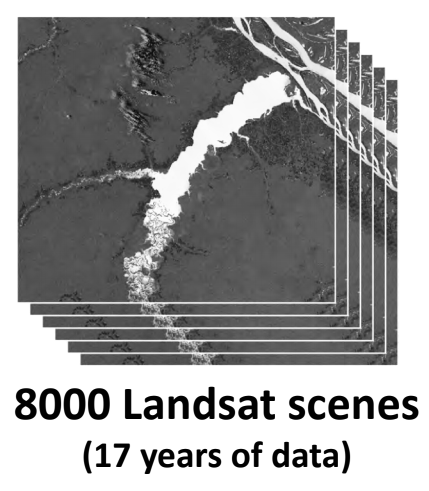 8000 Landsat scenes
(17 years of data)